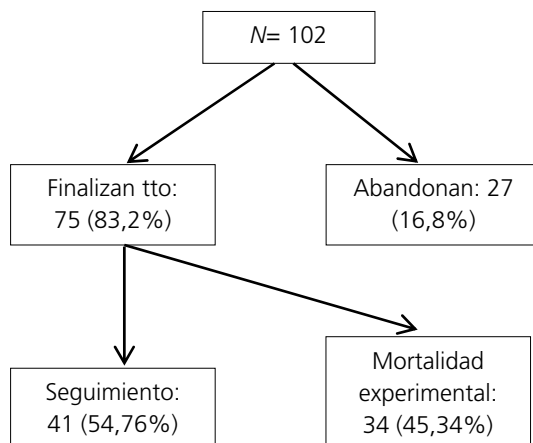 N= 102
Finalizan tto:
75 (83,2%)
Abandonan: 27
(16,8%)
Seguimiento:
41 (54,76%)
Mortalidad
experimental:
34 (45,34%)